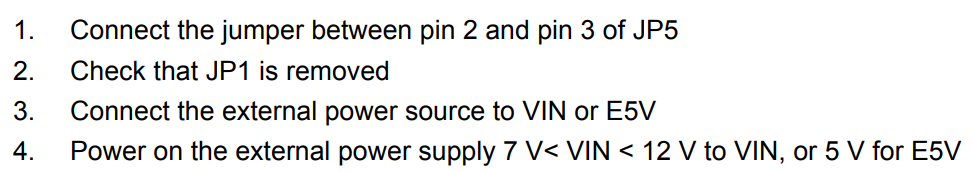 1. Connect the jumper between pin 2 and pin 3 of JP5
2. Check that JP1 is removed
3. Connect the external power source to VIN or E5V
4. Power on the external power supply 7 V< VIN < 12 V to VIN, or 5 V for E5V